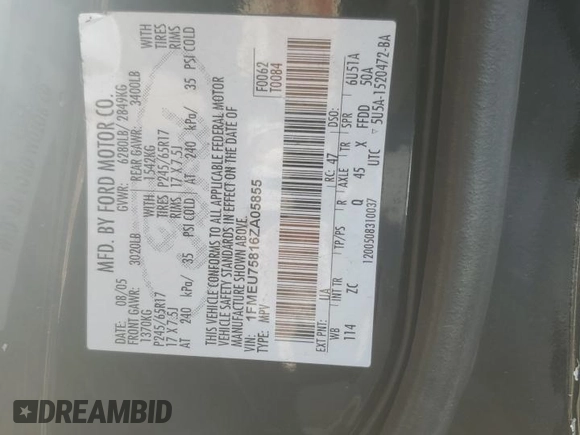 MFD. BY FORD MOTOR CO.
DATE: 08/05 GVWR: 6280LB/ 2849KG
FRONT GAWR: 3020LB REAR GAWR: 3400LB
1370KG 1542KG WITH
P245/65R17 TIRES P245/65R17 TIRES
17 X 7.5J RIMS 17 X 7.5J RIMS
AT 240 kPa/ 35 PSI COLD AT 240 kPa/ 35 PSI COLD
THIS VEHICLE CONFORMS TO ALL APPLICABLE FEDERAL MOTOR
VEHICLE SAFETY STANDARDS IN EFFECT ON THE DATE OF
MANUFACTURE SHOWN ABOVE.
VIN: 1FMEU75816ZA05855 F0062
TYPE: MPV T0084
EXT PNT: UA RC: 47 DSO: 6U51A
WB INT TR TP/PS R AXLE TR SPR
114 ZC Q 45 X FFDD 50A
UTC
1200508310037 5U5A-1520472-BA
DREAMBID